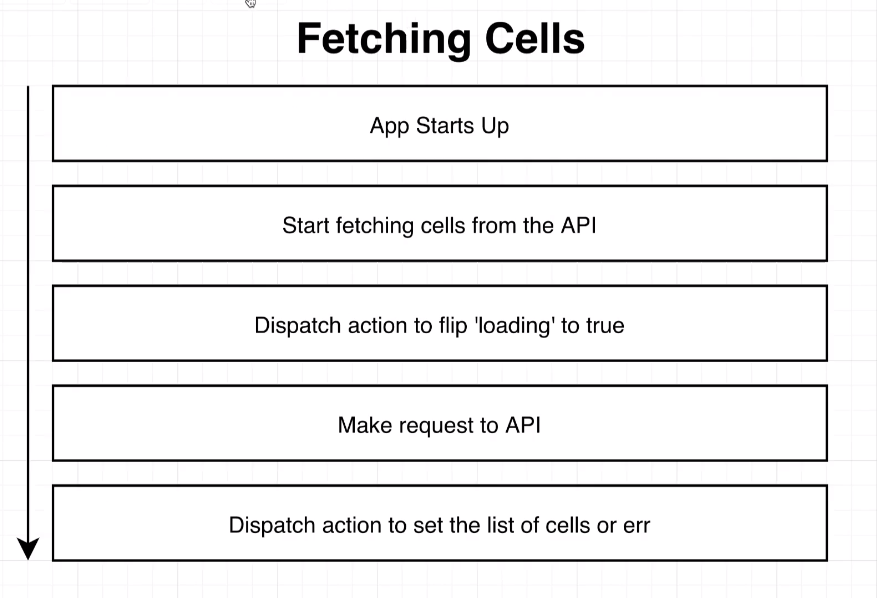 Fetching Cells
App Starts Up
Start fetching cells from the API
Dispatch action to flip 'loading' to true
Make request to API
Dispatch action to set the list of cells or err